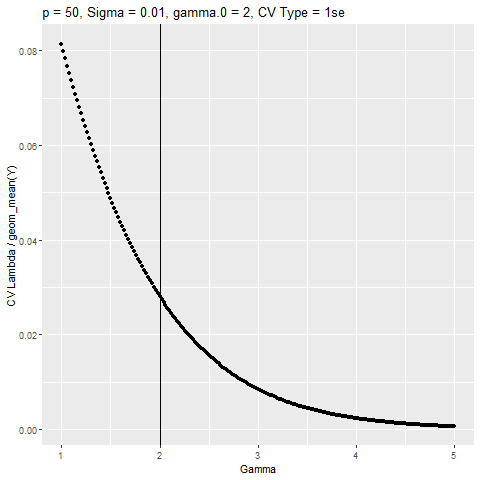 p = 50, Sigma = 0.01, gamma.0 = 2, CV Type = 1se
CV Lambda / geom_mean(Y)
0.08
0.06
0.04
0.02
0.00
1 2 3 4 5
Gamma